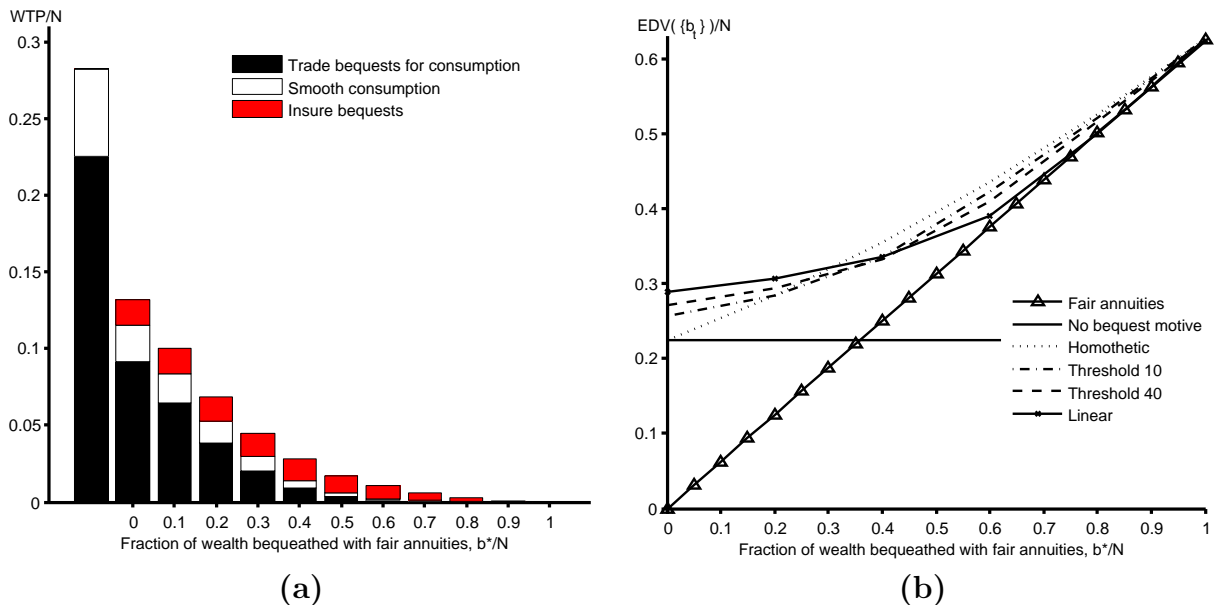 WTP/N
0.3
0.25
0.2
0.15
0.1
0.05
0
Trade bequests for consumption
Smooth consumption
Insure bequests
0 0.1 0.2 0.3 0.4 0.5 0.6 0.7 0.8 0.9 1
Fraction of wealth bequeathed with fair annuities, b*/N
(a)
EDV( {b_t} )/N
0.6
0.5
0.4
0.3
0.2
0.1
0
Fair annuities
No bequest motive
Homothetic
Threshold 10
Threshold 40
Linear
0 0.1 0.2 0.3 0.4 0.5 0.6 0.7 0.8 0.9 1
Fraction of wealth bequeathed with fair annuities, b*/N
(b)